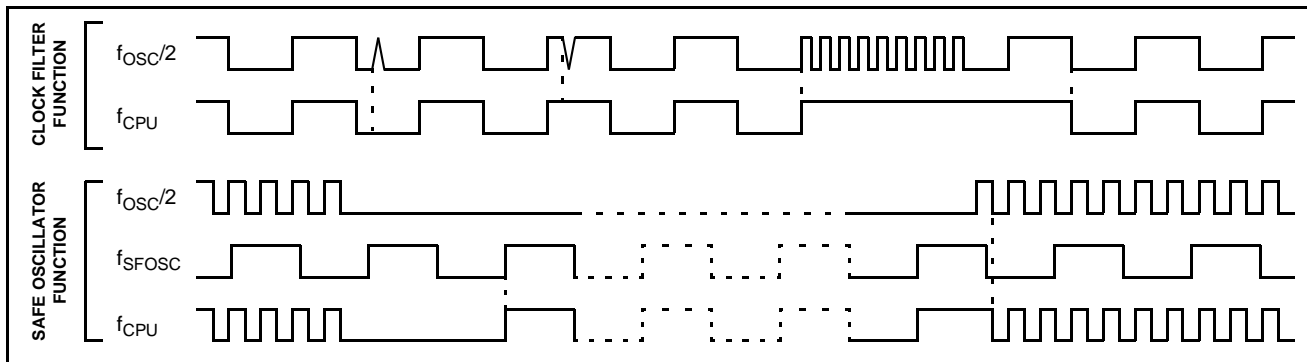 CLOCK FILTER
FUNCTION
fOSC/2
fCPU
SAFE OSCILLATOR
FUNCTION
fOSC/2
fSFOSC
fCPU